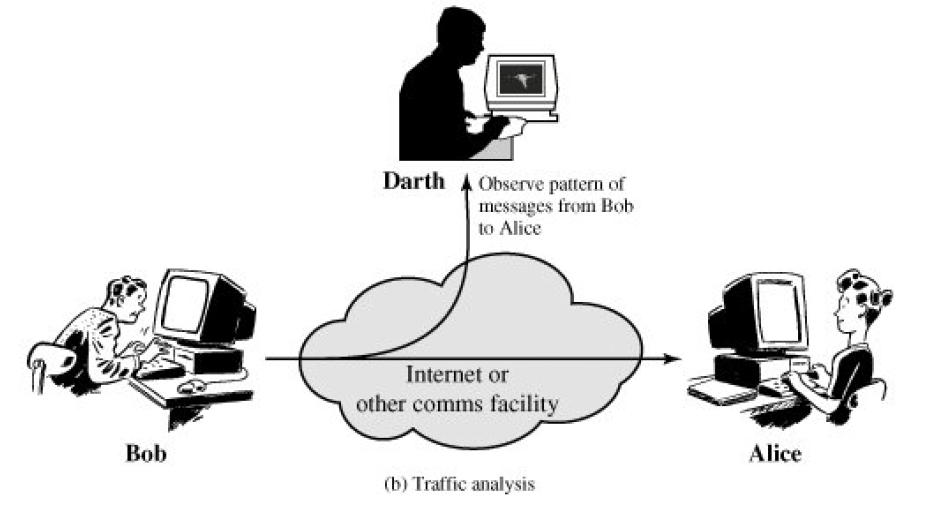 Darth
Observe pattern of
messages from Bob
to Alice
Internet or
other comms facility
Bob
Alice
(b) Traffic analysis